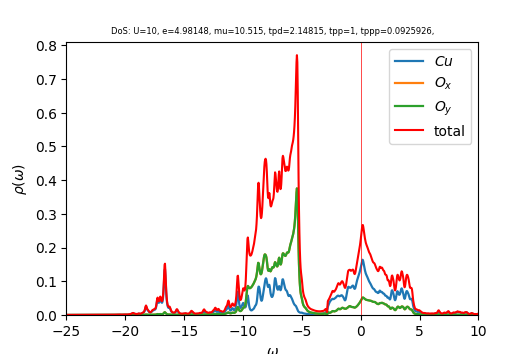 DoS: U=10, e=4.98148, mu=10.515, tpd=2.14815, tpp=1, tppp=0.0925926,
0.8
0.7
0.6
0.5
0.4
0.3
0.2
0.1
0.0
ρ(ω)
Cu
Oₓ
O_y
total
−25 −20 −15 −10 −5 0 5 10
ω